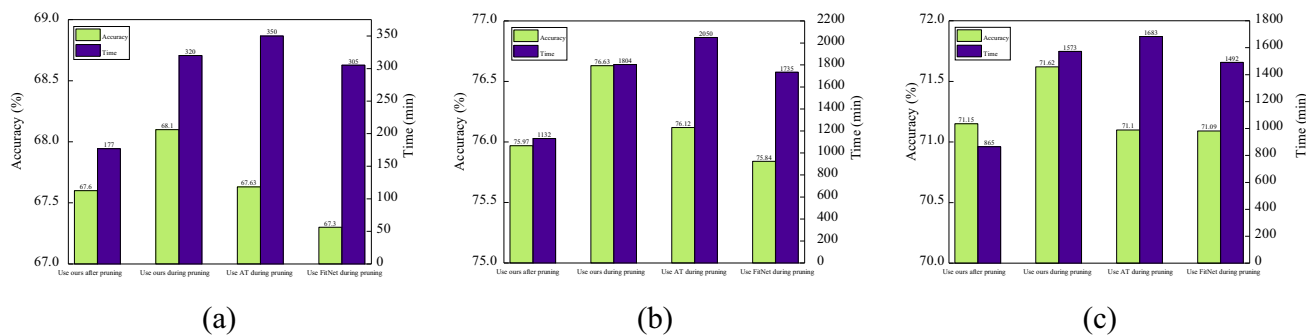 69.0
68.5
68.0
67.5
67.0
Accuracy (%)
Accuracy
Time
67.6
177
68.1
320
67.63
350
67.3
305
350
300
250
200
150
100
50
0
Time (min)
Use ours after pruning
Use ours during pruning
Use AT during pruning
Use FitNet during pruning
(a)
77.0
76.5
76.0
75.5
75.0
Accuracy (%)
Accuracy
Time
75.97
1132
76.63
1804
76.12
2050
75.84
1735
2200
2000
1800
1600
1400
1200
1000
800
600
400
200
0
Time (min)
Use ours after pruning
Use ours during pruning
Use AT during pruning
Use FitNet during pruning
(b)
72.0
71.5
71.0
70.5
70.0
Accuracy (%)
Accuracy
Time
71.15
865
71.62
1573
71.1
1683
71.09
1492
1800
1600
1400
1200
1000
800
600
400
200
0
Time (min)
Use ours after pruning
Use ours during pruning
Use AT during pruning
Use FitNet during pruning
(c)